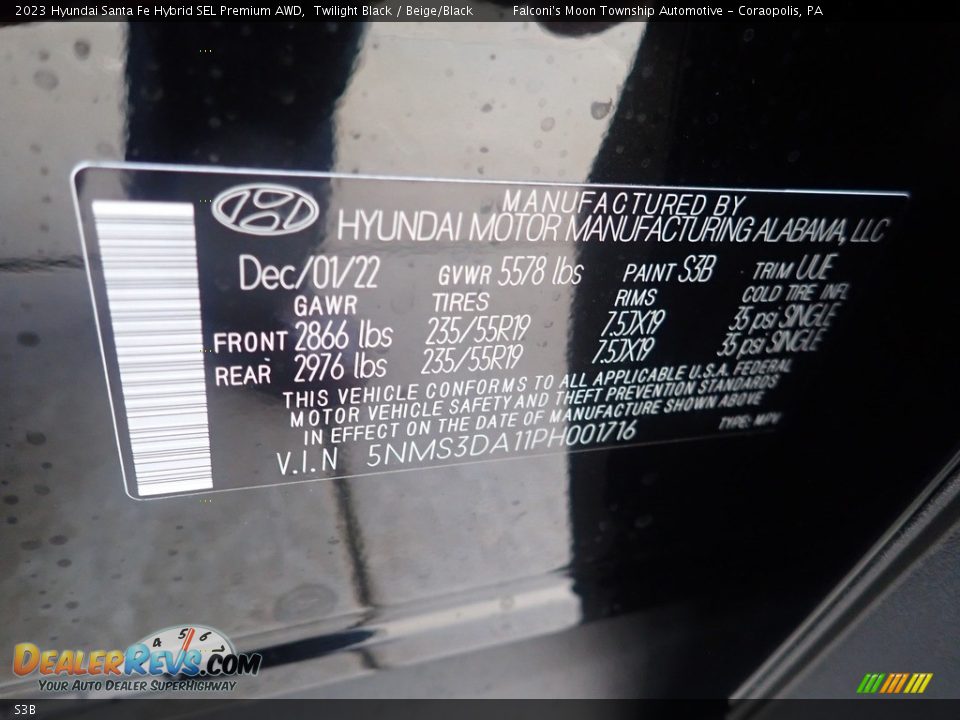 2023 Hyundai Santa Fe Hybrid SEL Premium AWD, Twilight Black / Beige/Black Falconi's Moon Township Automotive - Coraopolis, PA
MANUFACTURED BY
HYUNDAI MOTOR MANUFACTURING ALABAMA, LLC
Dec/01/22 GVWR 5578 lbs PAINT S3B TRIM UUE
GAWR TIRES RIMS COLD TIRE INFL
FRONT 2866 lbs 235/55R19 7.5JX19 35 psi SINGLE
REAR 2976 lbs 235/55R19 7.5JX19 35 psi SINGLE
THIS VEHICLE CONFORMS TO ALL APPLICABLE U.S.A. FEDERAL
MOTOR VEHICLE SAFETY AND THEFT PREVENTION STANDARDS
IN EFFECT ON THE DATE OF MANUFACTURE SHOWN ABOVE
V.I.N 5NMS3DA11PH001716 TYPE: MPV
4 5 6 7
DEALERREVS.COM
YOUR AUTO DEALER SUPERHIGHWAY
S3B